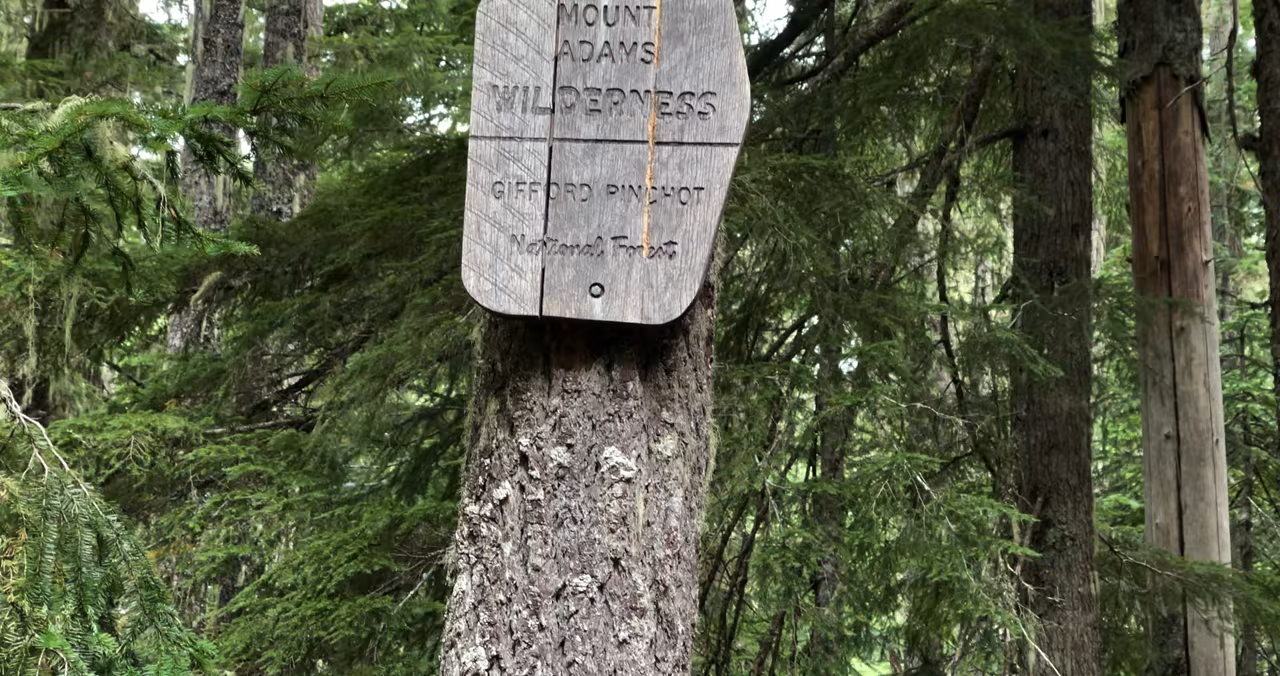 MOUNT
ADAMS
WILDERNESS
GIFFORD PINCHOT
National Forest